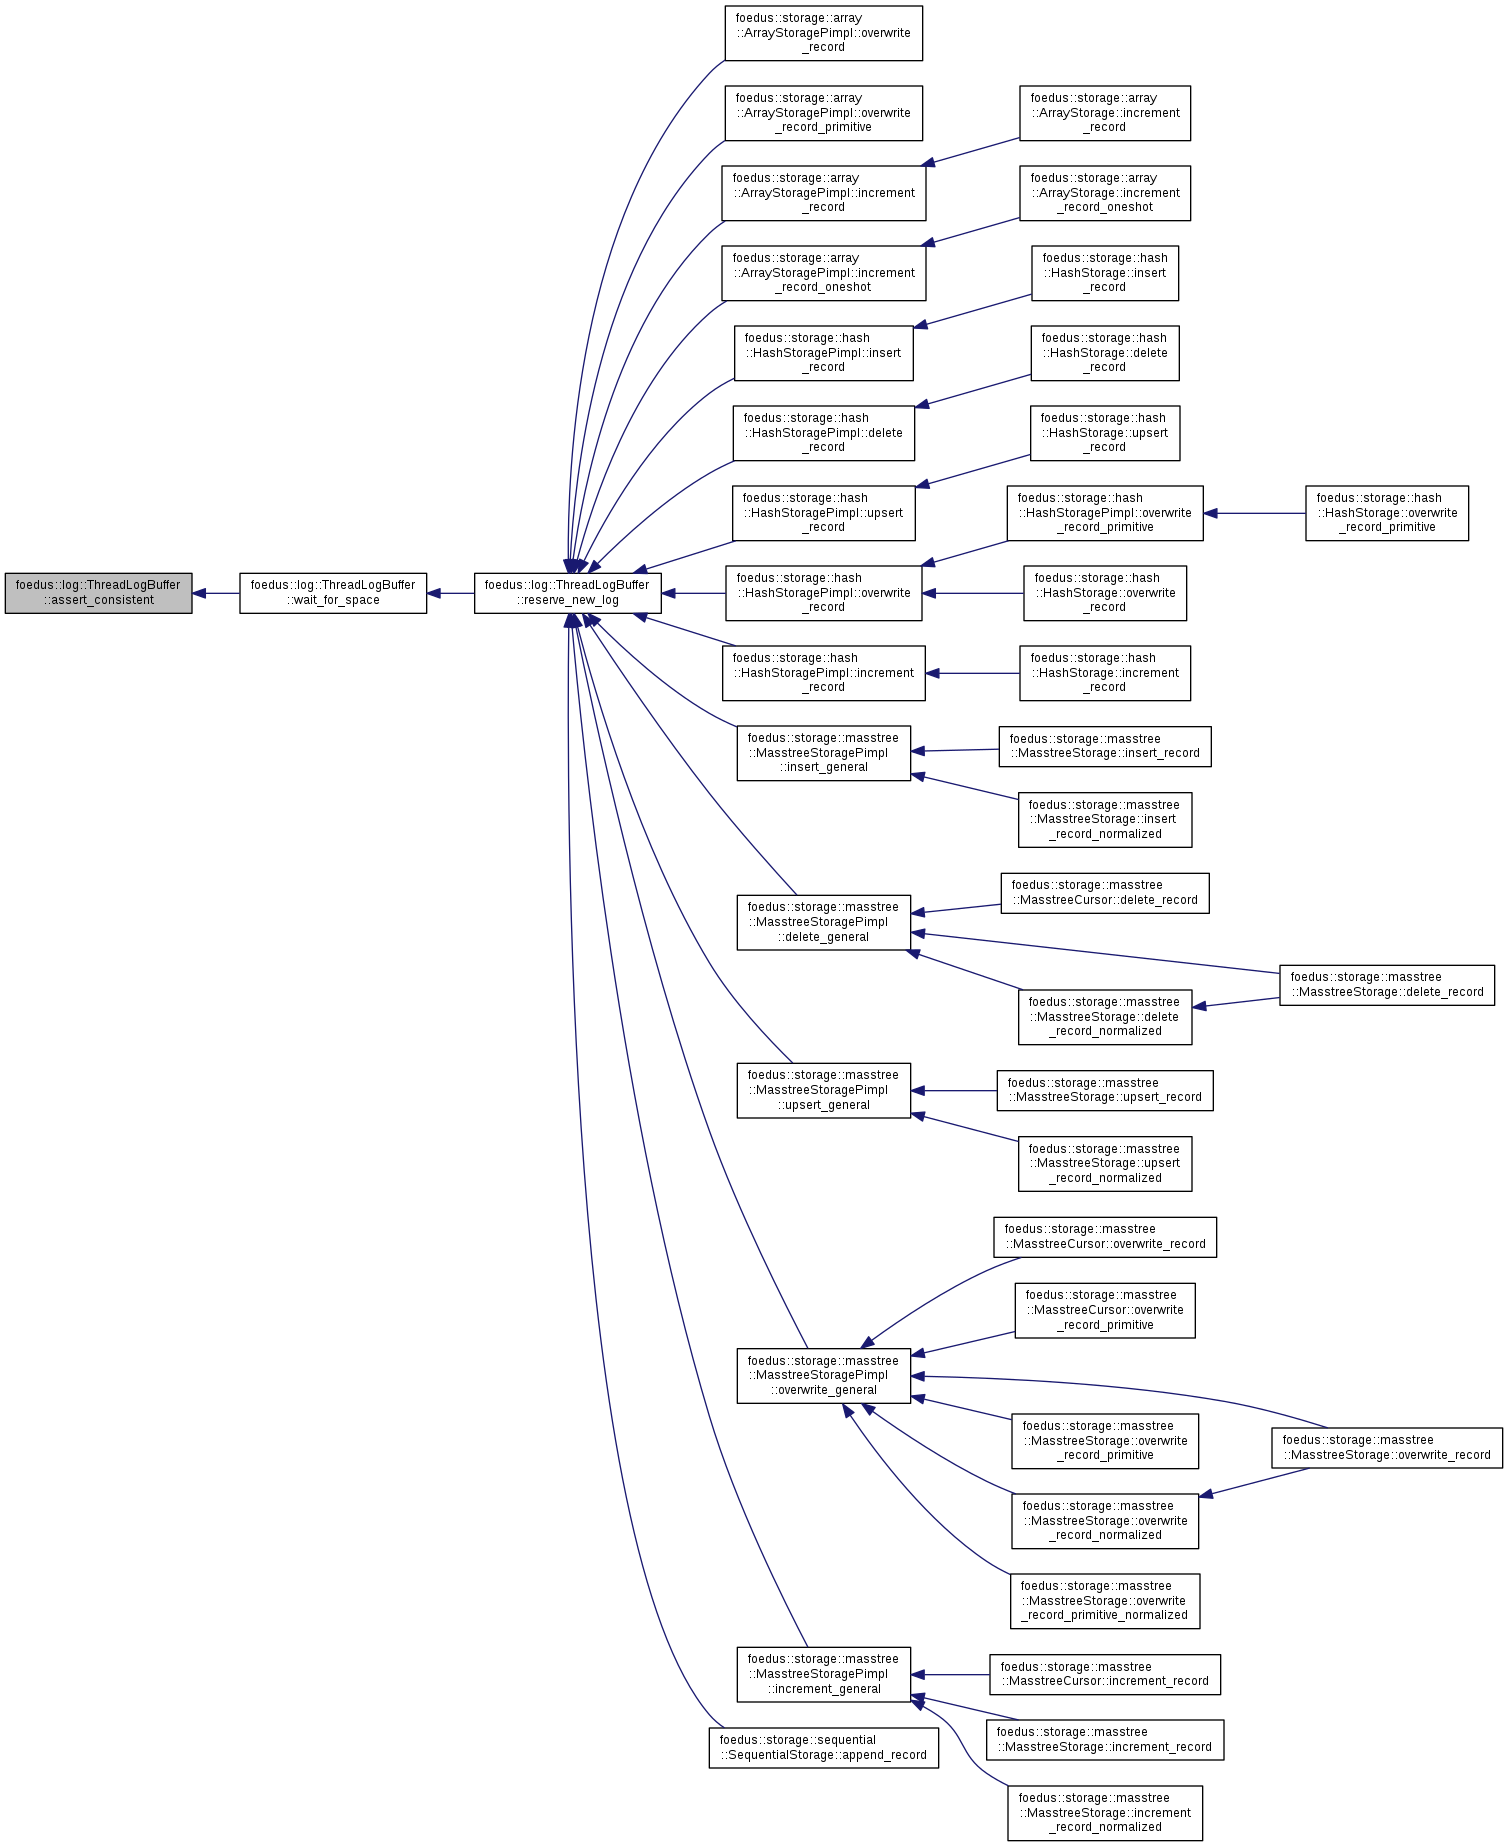 foedus::log::ThreadLogBuffer
::assert_consistent
foedus::log::ThreadLogBuffer
::wait_for_space
foedus::log::ThreadLogBuffer
::reserve_new_log
foedus::storage::array
::ArrayStoragePimpl::overwrite
_record
foedus::storage::array
::ArrayStoragePimpl::overwrite
_record_primitive
foedus::storage::array
::ArrayStoragePimpl::increment
_record
foedus::storage::array
::ArrayStorage::increment
_record
foedus::storage::array
::ArrayStoragePimpl::increment
_record_oneshot
foedus::storage::array
::ArrayStorage::increment
_record_oneshot
foedus::storage::hash
::HashStoragePimpl::insert
_record
foedus::storage::hash
::HashStorage::insert
_record
foedus::storage::hash
::HashStoragePimpl::delete
_record
foedus::storage::hash
::HashStorage::delete
_record
foedus::storage::hash
::HashStoragePimpl::upsert
_record
foedus::storage::hash
::HashStorage::upsert
_record
foedus::storage::hash
::HashStoragePimpl::overwrite
_record
foedus::storage::hash
::HashStoragePimpl::overwrite
_record_primitive
foedus::storage::hash
::HashStorage::overwrite
_record_primitive
foedus::storage::hash
::HashStorage::overwrite
_record
foedus::storage::hash
::HashStoragePimpl::increment
_record
foedus::storage::hash
::HashStorage::increment
_record
foedus::storage::masstree
::MasstreeStoragePimpl
::insert_general
foedus::storage::masstree
::MasstreeStorage::insert_record
foedus::storage::masstree
::MasstreeStorage::insert
_record_normalized
foedus::storage::masstree
::MasstreeStoragePimpl
::delete_general
foedus::storage::masstree
::MasstreeCursor::delete_record
foedus::storage::masstree
::MasstreeStorage::delete_record
foedus::storage::masstree
::MasstreeStorage::delete
_record_normalized
foedus::storage::masstree
::MasstreeStoragePimpl
::upsert_general
foedus::storage::masstree
::MasstreeStorage::upsert_record
foedus::storage::masstree
::MasstreeStorage::upsert
_record_normalized
foedus::storage::masstree
::MasstreeStoragePimpl
::overwrite_general
foedus::storage::masstree
::MasstreeCursor::overwrite_record
foedus::storage::masstree
::MasstreeCursor::overwrite
_record_primitive
foedus::storage::masstree
::MasstreeStorage::overwrite_record
foedus::storage::masstree
::MasstreeStorage::overwrite
_record_primitive
foedus::storage::masstree
::MasstreeStorage::overwrite
_record_normalized
foedus::storage::masstree
::MasstreeStorage::overwrite
_record_primitive_normalized
foedus::storage::masstree
::MasstreeStoragePimpl
::increment_general
foedus::storage::masstree
::MasstreeCursor::increment_record
foedus::storage::masstree
::MasstreeStorage::increment_record
foedus::storage::masstree
::MasstreeStorage::increment
_record_normalized
foedus::storage::sequential
::SequentialStorage::append_record